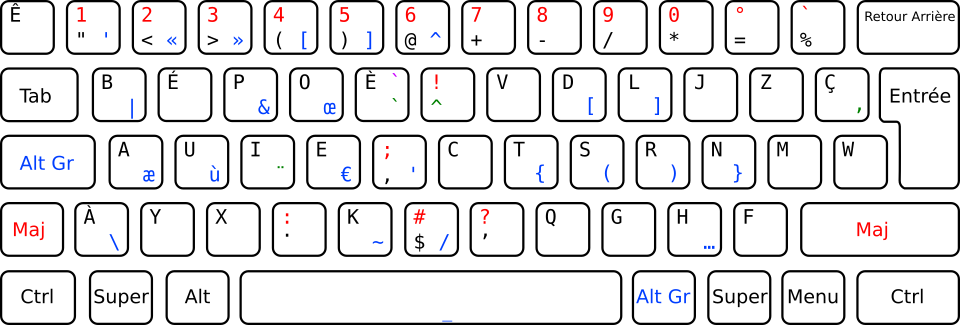 Ê 1 2 3 4 5 6 7 8 9 0 ° ` Retour Arrière
" ' < « > » ( [ ) ] @ ^ + - / * = %
Tab B É P O È ` ! V D L J Z Ç Entrée
| & œ ` ^ [ ] ,
Alt Gr A U I E ; C T S R N M W
æ ù ¨ € , ' { ( ) }
Maj À Y X : K # ? Q G H F Maj
\ . ~ $ / ’ …
Ctrl Super Alt _ Alt Gr Super Menu Ctrl